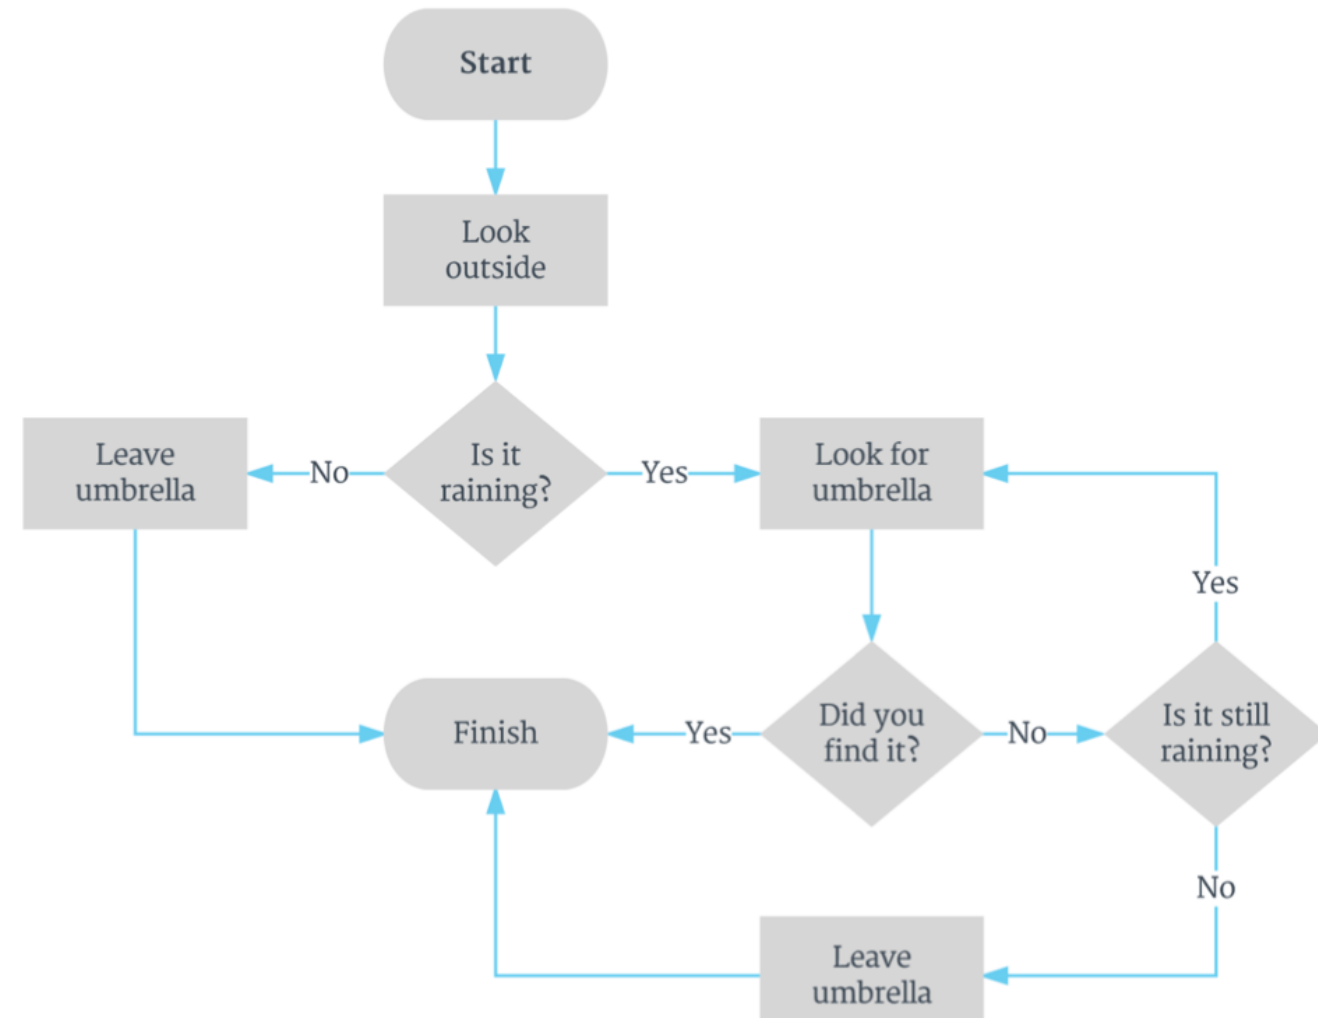 Start
Look
outside
Is it
raining?
No
Yes
Leave
umbrella
Look for
umbrella
Yes
Did you
find it?
Yes
No
Is it still
raining?
Finish
No
Leave
umbrella